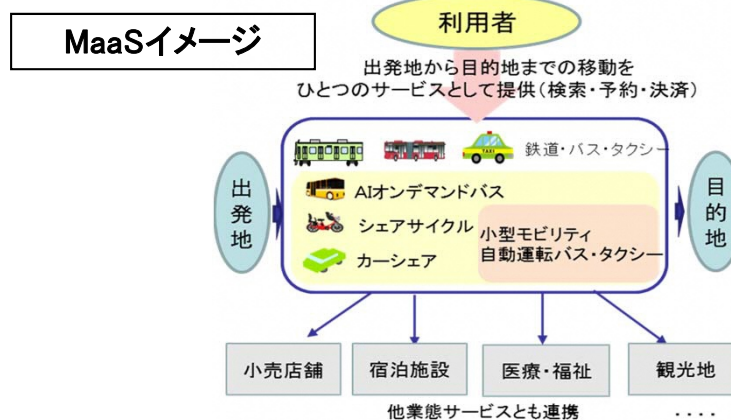 MaaSイメージ
利用者
出発地から目的地までの移動を
ひとつのサービスとして提供(検索・予約・決済)
鉄道・バス・タクシー
TAXI
出発地
目的地
AIオンデマンドバス
シェアサイクル
カーシェア
小型モビリティ
自動運転バス・タクシー
小売店舗
宿泊施設
医療・福祉
観光地
他業態サービスとも連携
・・・・